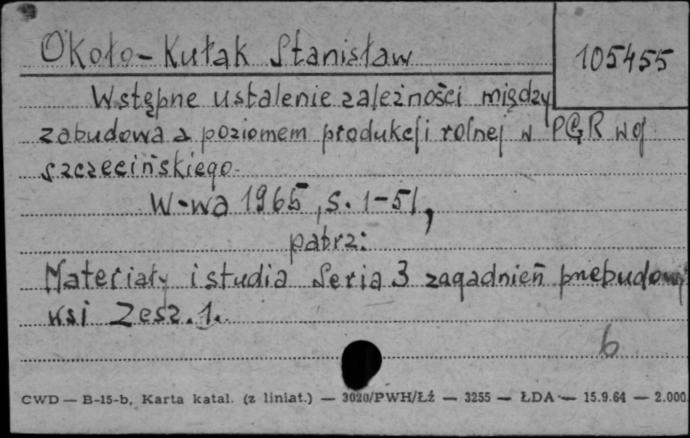 Około-Kułak Stanisław
105455
Wstępne ustalenie zależności między
zabudowa a poziomem produkcji rolnej w PGR woj
szczecińskiego.
W-wa 1965, s. 1-51,
patrz:
Materiały i studia Seria 3 zagadnień przebudowy
wsi Zesz. 1.
b
CWD — B-15-b, Karta katal. (z liniat.) — 3020/PWH/Łź — 3255 — ŁDA — 15.9.64 — 2.000